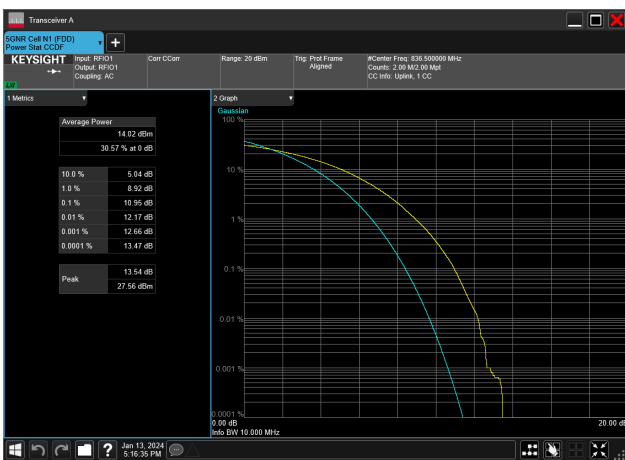 Transceiver A
5GNR Cell N1 (FDD)
Power Stat CCDF
KEYSIGHT
LXI
Input: RFIO1
Output: RFIO1
Coupling: AC
Corr CCorr
Range: 20 dBm
Trig: Prot Frame
Aligned
#Center Freq: 836.500000 MHz
Counts: 2.00 M/2.00 Mpt
CC Info: Uplink, 1 CC
1 Metrics
Average Power
14.02 dBm
30.57 % at 0 dB
10.0 % 5.04 dB
1.0 % 8.92 dB
0.1 % 10.95 dB
0.01 % 12.17 dB
0.001 % 12.66 dB
0.0001 % 13.47 dB
Peak
13.54 dB
27.56 dBm
2 Graph
Gaussian
100 %
10 %
1 %
0.1 %
0.01 %
0.001 %
0.0001 %
0.00 dB
20.00 dB
Info BW 10.000 MHz
Jan 13, 2024
5:16:35 PM